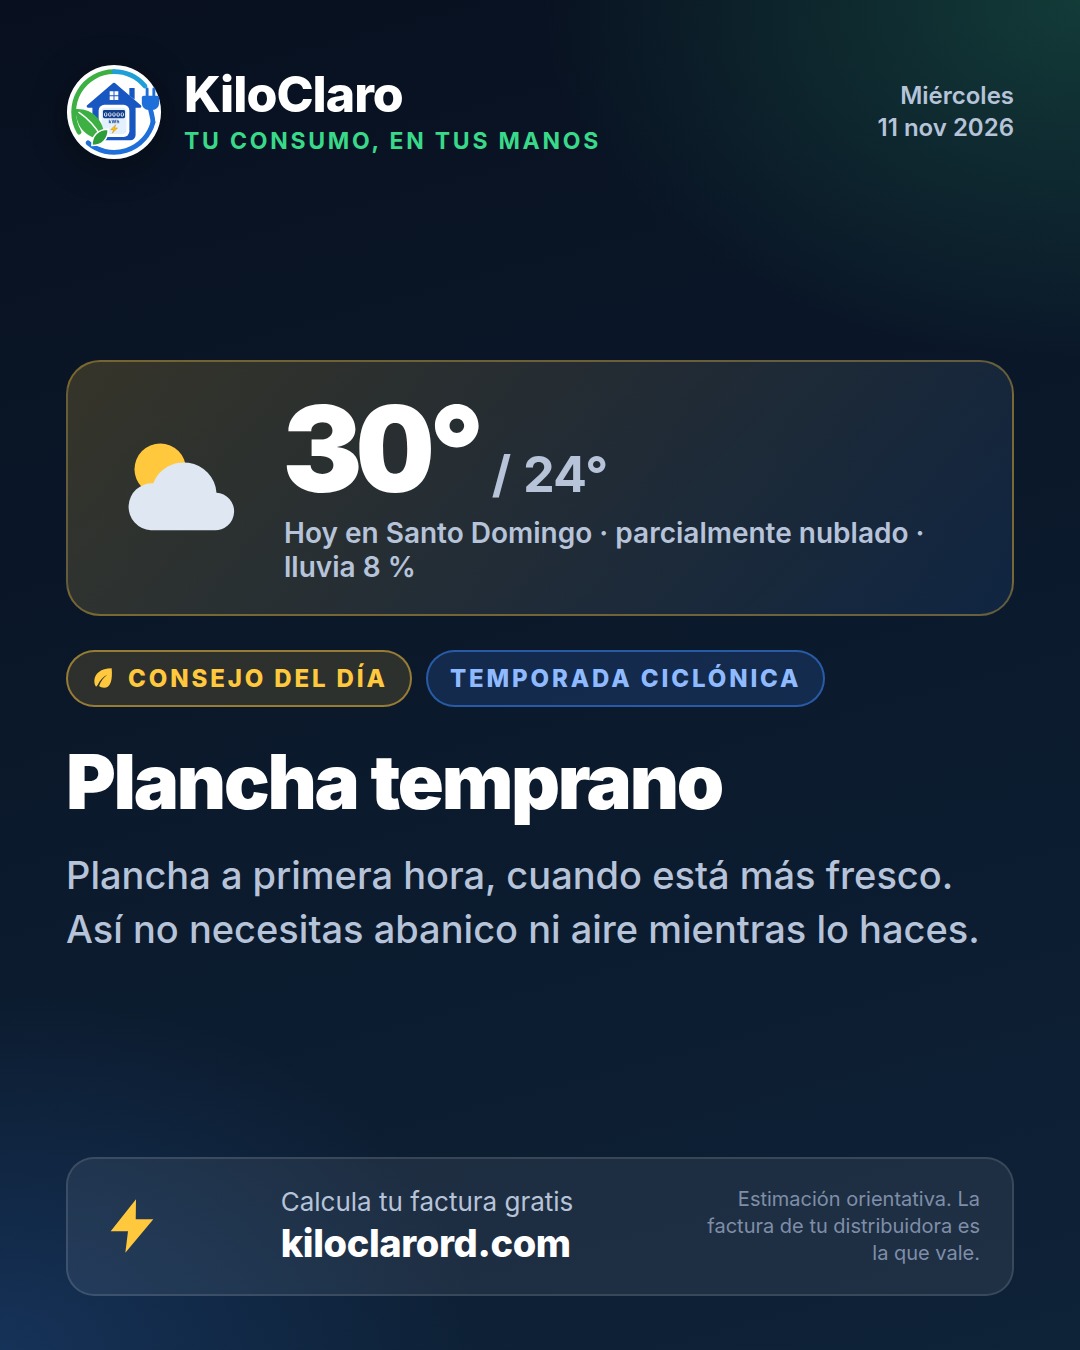 KiloClaro
TU CONSUMO, EN TUS MANOS
Miércoles
11 nov 2026
30° / 24°
Hoy en Santo Domingo · parcialmente nublado ·
lluvia 8 %
CONSEJO DEL DÍA
TEMPORADA CICLÓNICA
Plancha temprano
Plancha a primera hora, cuando está más fresco.
Así no necesitas abanico ni aire mientras lo haces.
Calcula tu factura gratis
kiloclarord.com
Estimación orientativa. La
factura de tu distribuidora es
la que vale.